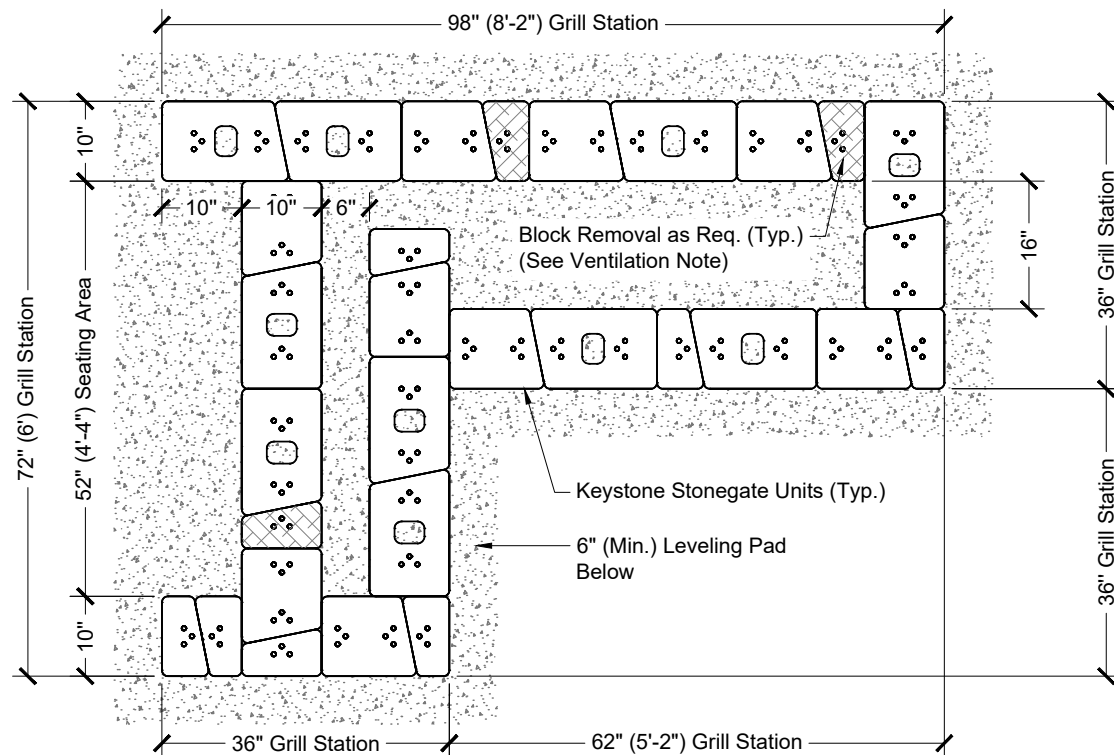 98" (8'-2") Grill Station
10"
10"
10"
6"
Block Removal as Req. (Typ.)
(See Ventilation Note)
16"
36" Grill Station
72" (6') Grill Station
52" (4'-4") Seating Area
Keystone Stonegate Units (Typ.)
6" (Min.) Leveling Pad
Below
36" Grill Station
10"
36" Grill Station
62" (5'-2") Grill Station